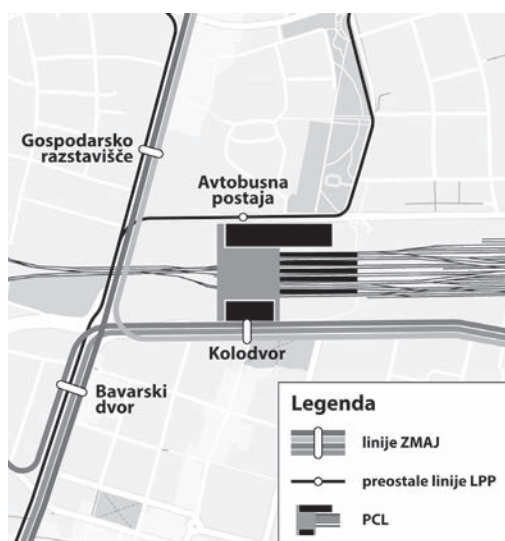 Gospodarsko
razstavišče
Avtobusna
postaja
Kolodvor
Bavarski
dvor
Legenda
linije ZMAJ
preostale linije LPP
PCL